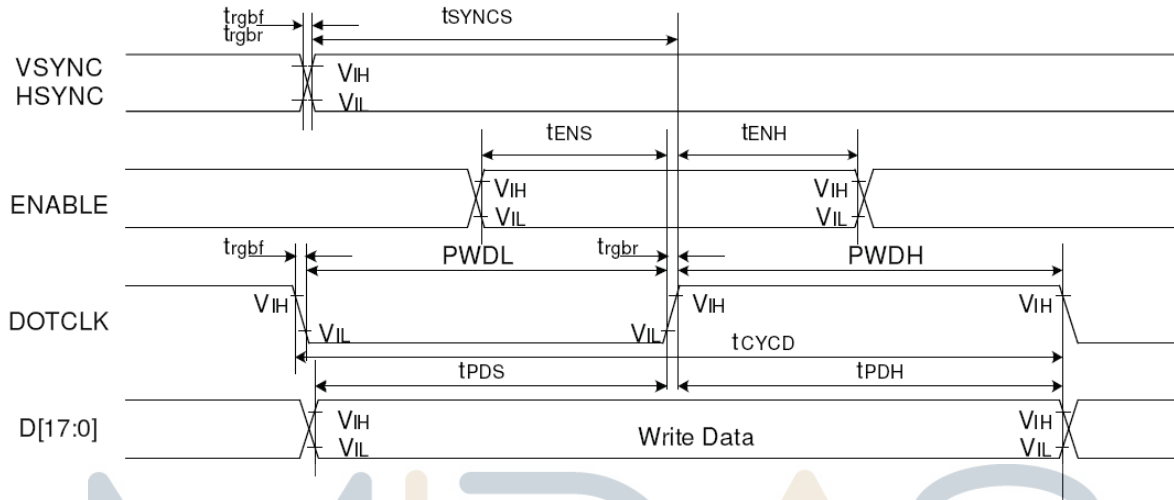 trgbf
trgbr
tSYNCS
VSYNC
HSYNC
VIH
VIL
tENS
tENH
ENABLE
VIH
VIL
VIH
VIL
trgbf
PWDL
trgbr
PWDH
DOTCLK
VIH
VIL
VIL
VIH
VIH
tCYCD
tPDS
tPDH
D[17:0]
VIH
VIL
Write Data
VIH
VIL